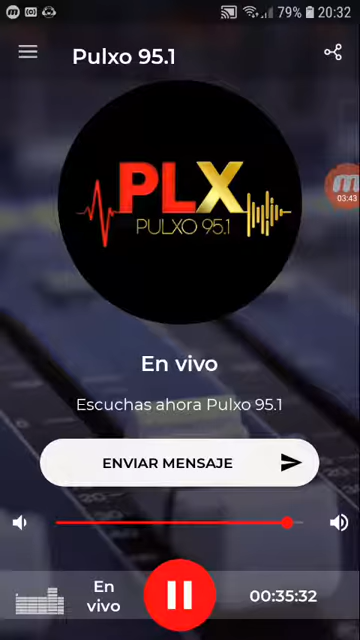 79% 20:32
Pulxo 95.1
PLX
PULXO 95.1
03:43
En vivo
Escuchas ahora Pulxo 95.1
ENVIAR MENSAJE
En
vivo
00:35:32